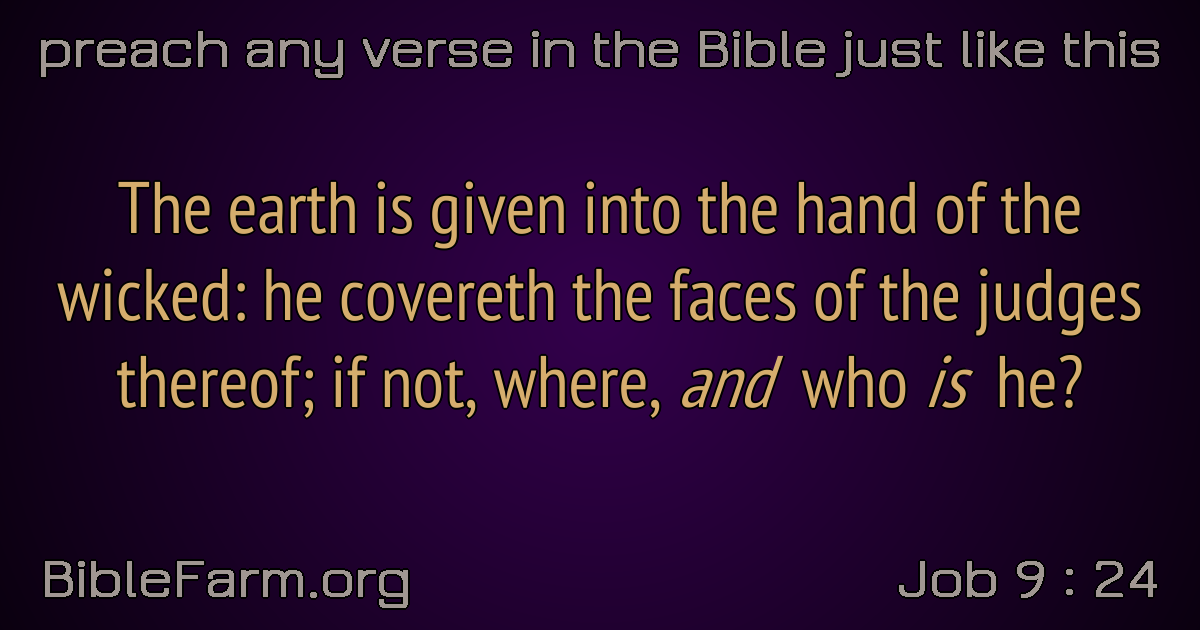 preach any verse in the Bible just like this
The earth is given into the hand of the
wicked: he covereth the faces of the judges
thereof; if not, where, and who is he?
BibleFarm.org
Job 9 : 24